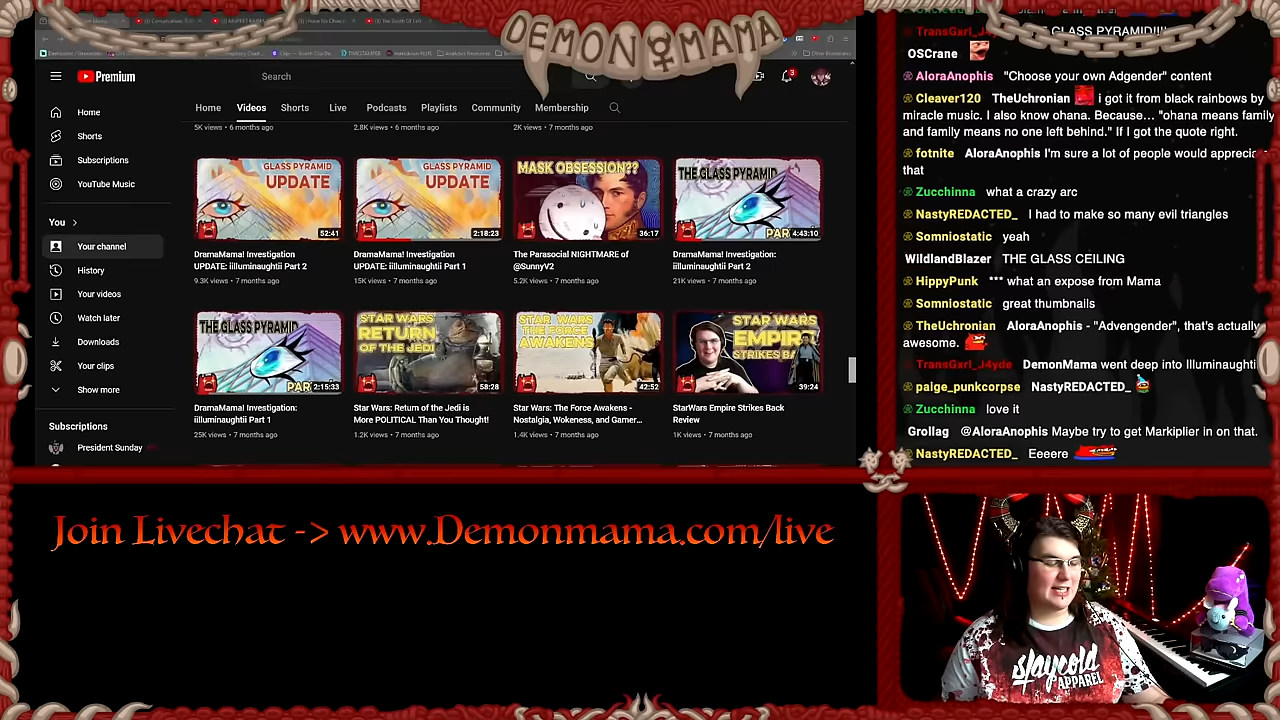 DEMON MAMA
Premium
Search
3
Home
Shorts
Subscriptions
YouTube Music
You
Your channel
History
Your videos
Watch later
Downloads
Your clips
Show more
Subscriptions
President Sunday
Home
Videos
Shorts
Live
Podcasts
Playlists
Community
Membership
5K views • 6 months ago
2.8K views • 6 months ago
2K views • 7 months ago
GLASS PYRAMID
UPDATE
52:41
DramaMama! Investigation
UPDATE: iilluminaughtii Part 2
9.3K views • 7 months ago
GLASS PYRAMID
UPDATE
2:18:23
DramaMama! Investigation
UPDATE: iilluminaughtii Part 1
15K views • 7 months ago
MASK OBSESSION??
36:17
The Parasocial NIGHTMARE of
@SunnyV2
5.2K views • 7 months ago
THE GLASS PYRAMID
PAR
4:43:10
DramaMama! Investigation:
iilluminaughtii Part 2
21K views • 7 months ago
THE GLASS PYRAMID
PAR
2:15:33
DramaMama! Investigation:
iilluminaughtii Part 1
25K views • 7 months ago
STAR WARS
RETURN
OF THE JEDI
58:28
Star Wars: Return of the Jedi is
More POLITICAL Than You Thought!
1.2K views • 7 months ago
STAR WARS
THE FORCE
AWAKENS
42:52
Star Wars: The Force Awakens -
Nostalgia, Wokeness, and Gamer...
1.4K views • 7 months ago
STAR WARS
EMPIR
STRIKES BA
39:24
StarWars Empire Strikes Back
Review
1K views • 7 months ago
TransGxrl_J4yde GLASS PYRAMID!!!!
OSCrane
AloraAnophis "Choose your own Adgender" content
Cleaver120 TheUchronian i got it from black rainbows by
miracle music. I also know ohana. Because... "ohana means family
and family means no one left behind." If I got the quote right.
fotnite AloraAnophis I'm sure a lot of people would apprecia
that
Zucchinna what a crazy arc
NastyREDACTED_ I had to make so many evil triangles
Somniostatic yeah
WildlandBlazer THE GLASS CEILING
HippyPunk *** what an expose from Mama
Somniostatic great thumbnails
TheUchronian AloraAnophis - "Advengender", that's actually
awesome.
TransGxrl_J4yde DemonMama went deep into Illuminaughti
paige_punkcorpse NastyREDACTED_
Zucchinna love it
Grollag @AloraAnophis Maybe try to get Markiplier in on that.
NastyREDACTED_ Eeeere
Join Livechat -> www.Demonmama.com/live
staycold
APPAREL